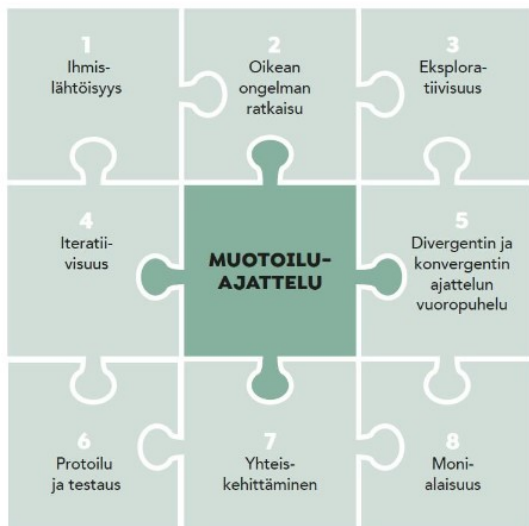 1
Ihmis-
lähtöisyys
2
Oikean
ongelman
ratkaisu
3
Eksplora-
tiivisuus
4
Iteratii-
visuus
MUOTOILU-
AJATTELU
5
Divergentin ja
konvergentin
ajattelun
vuoropuhelu
6
Protoilu
ja testaus
7
Yhteis-
kehittäminen
8
Moni-
alaisuus